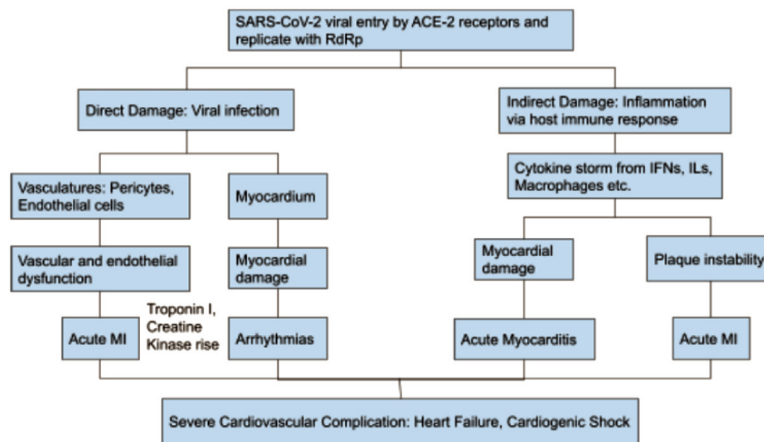 SARS-CoV-2 viral entry by ACE-2 receptors and
replicate with RdRp
Direct Damage: Viral infection
Indirect Damage: Inflammation
via host immune response
Vasculatures: Pericytes,
Endothelial cells
Myocardium
Cytokine storm from IFNs, ILs,
Macrophages etc.
Vascular and endothelial
dysfunction
Myocardial
damage
Myocardial
damage
Plaque instability
Acute MI
Troponin I,
Creatine
Kinase rise
Arrhythmias
Acute Myocarditis
Acute MI
Severe Cardiovascular Complication: Heart Failure, Cardiogenic Shock